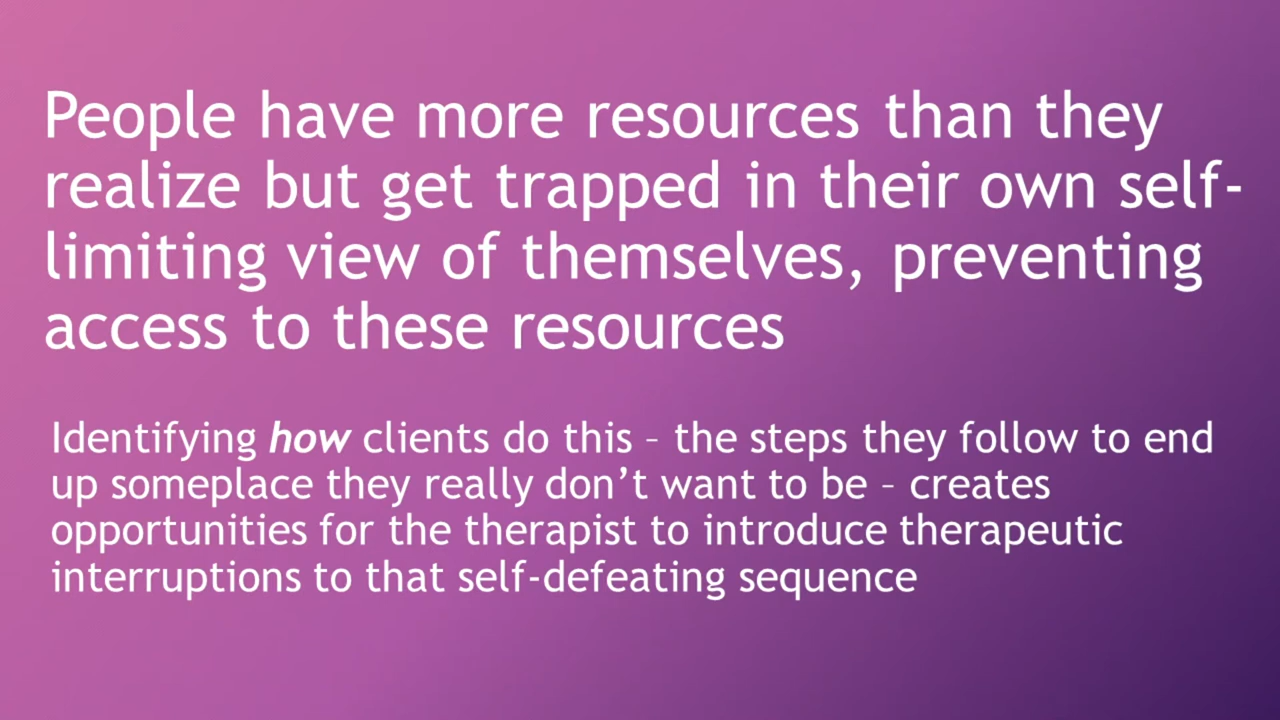 People have more resources than they
realize but get trapped in their own self-
limiting view of themselves, preventing
access to these resources
Identifying how clients do this – the steps they follow to end
up someplace they really don’t want to be – creates
opportunities for the therapist to introduce therapeutic
interruptions to that self-defeating sequence